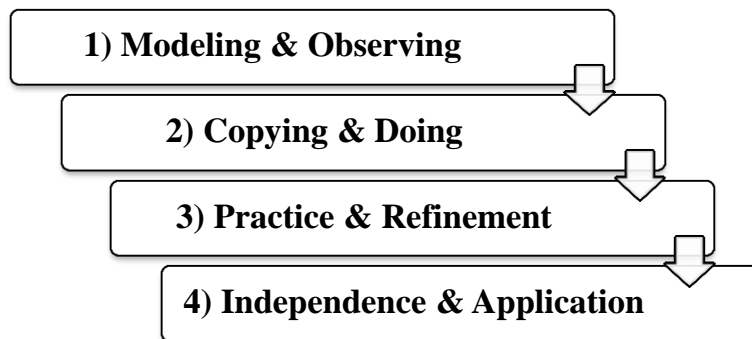 1) Modeling & Observing
2) Copying & Doing
3) Practice & Refinement
4) Independence & Application